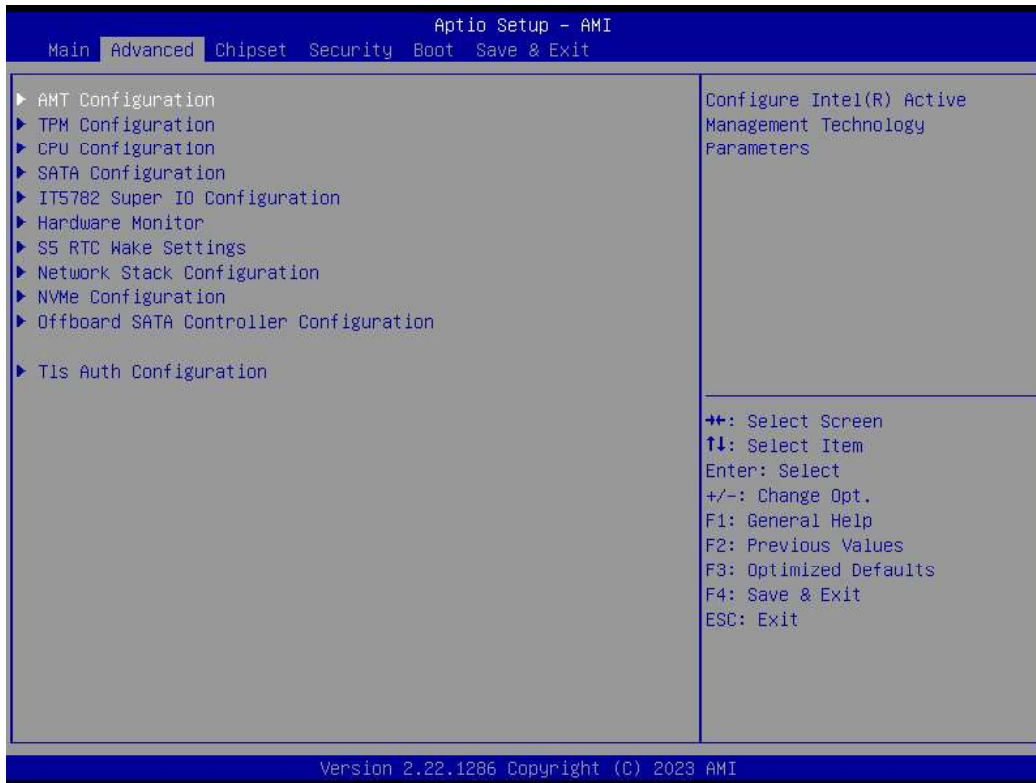 Aptio Setup – AMI
Main Advanced Chipset Security Boot Save & Exit
▶ AMT Configuration
▶ TPM Configuration
▶ CPU Configuration
▶ SATA Configuration
▶ IT5782 Super IO Configuration
▶ Hardware Monitor
▶ S5 RTC Wake Settings
▶ Network Stack Configuration
▶ NVMe Configuration
▶ Offboard SATA Controller Configuration
▶ Tls Auth Configuration
Configure Intel(R) Active
Management Technology
Parameters
→←: Select Screen
↑↓: Select Item
Enter: Select
+/-: Change Opt.
F1: General Help
F2: Previous Values
F3: Optimized Defaults
F4: Save & Exit
ESC: Exit
Version 2.22.1286 Copyright (C) 2023 AMI